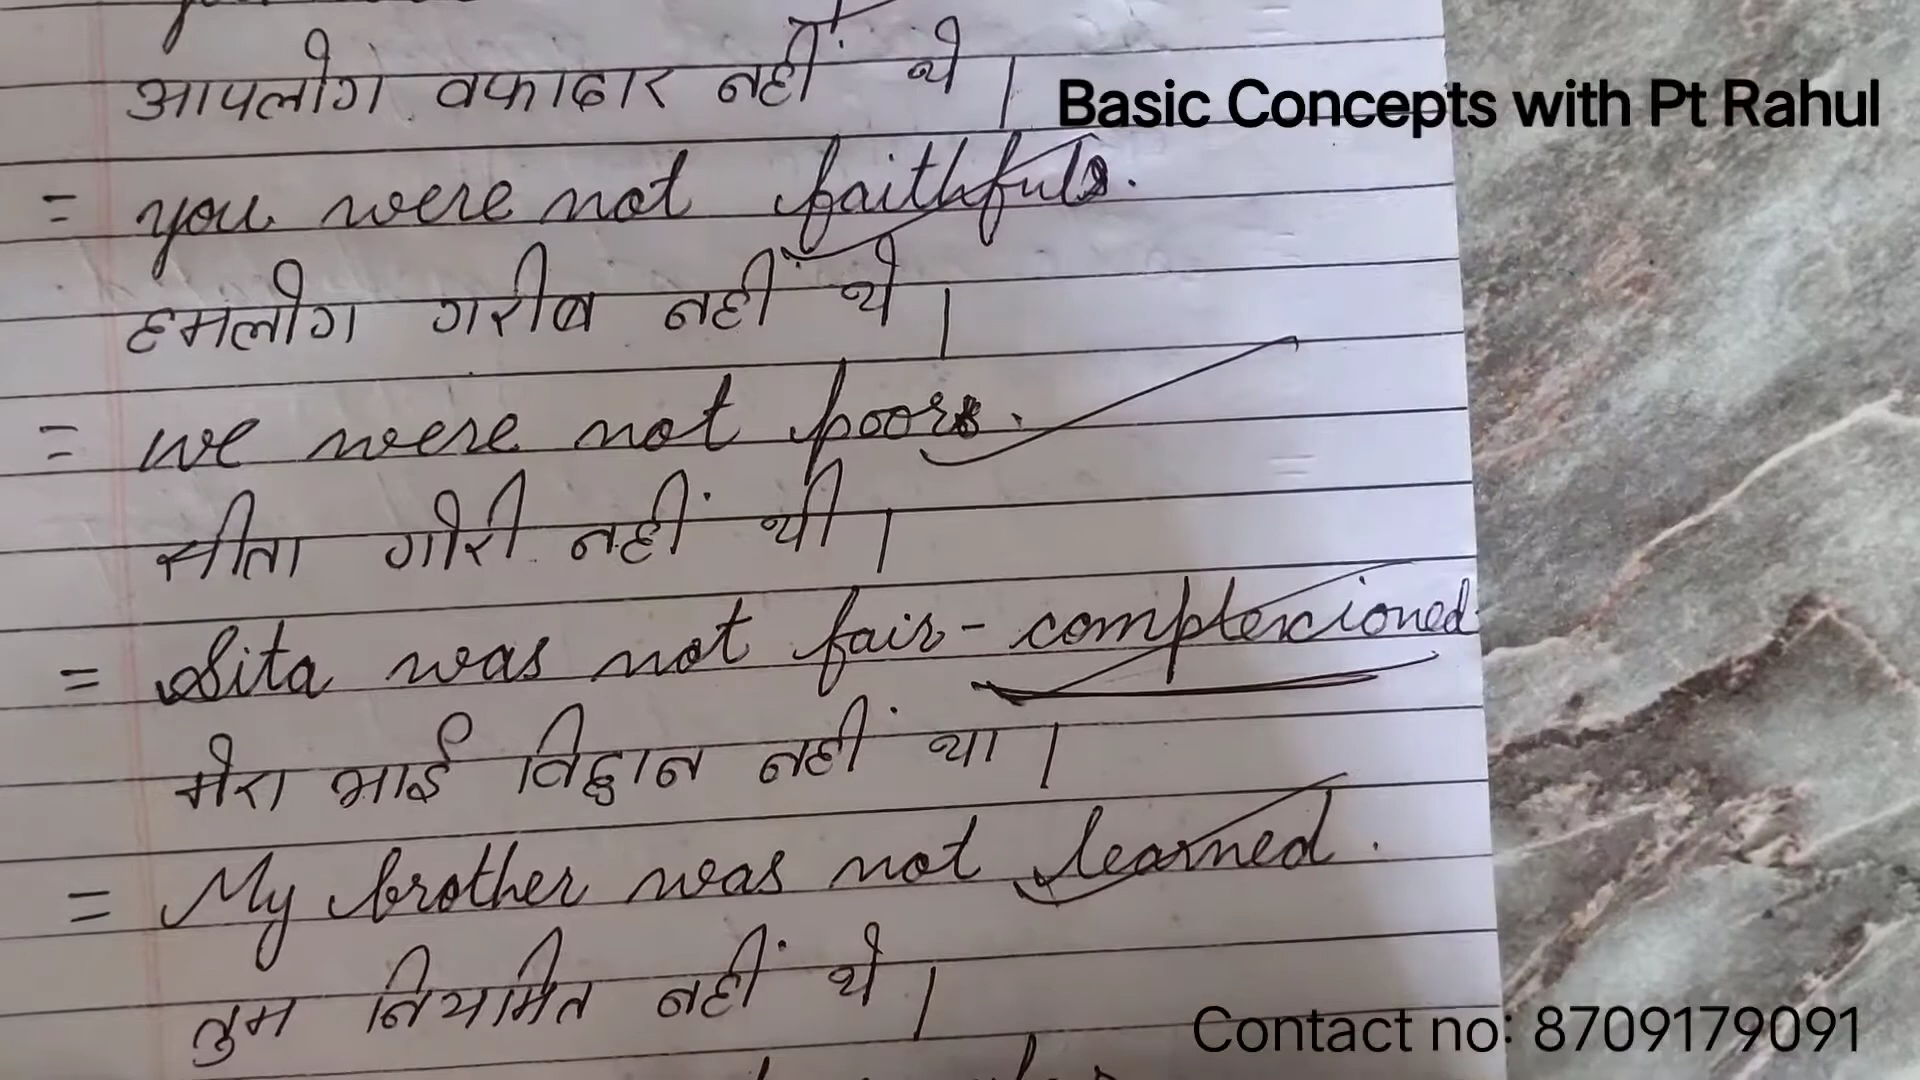 आपलोग वफादार नहीं थे |
Basic Concepts with Pt Rahul
= you were not faithful.
हमलोग गरीब नहीं थे |
= we were not poor.
सीता गोरी नहीं थी |
= Sita was not fair-complexioned.
मेरा भाई विद्वान नहीं था |
= My brother was not learned.
तुम नियमित नहीं थे |
Contact no: 8709179091